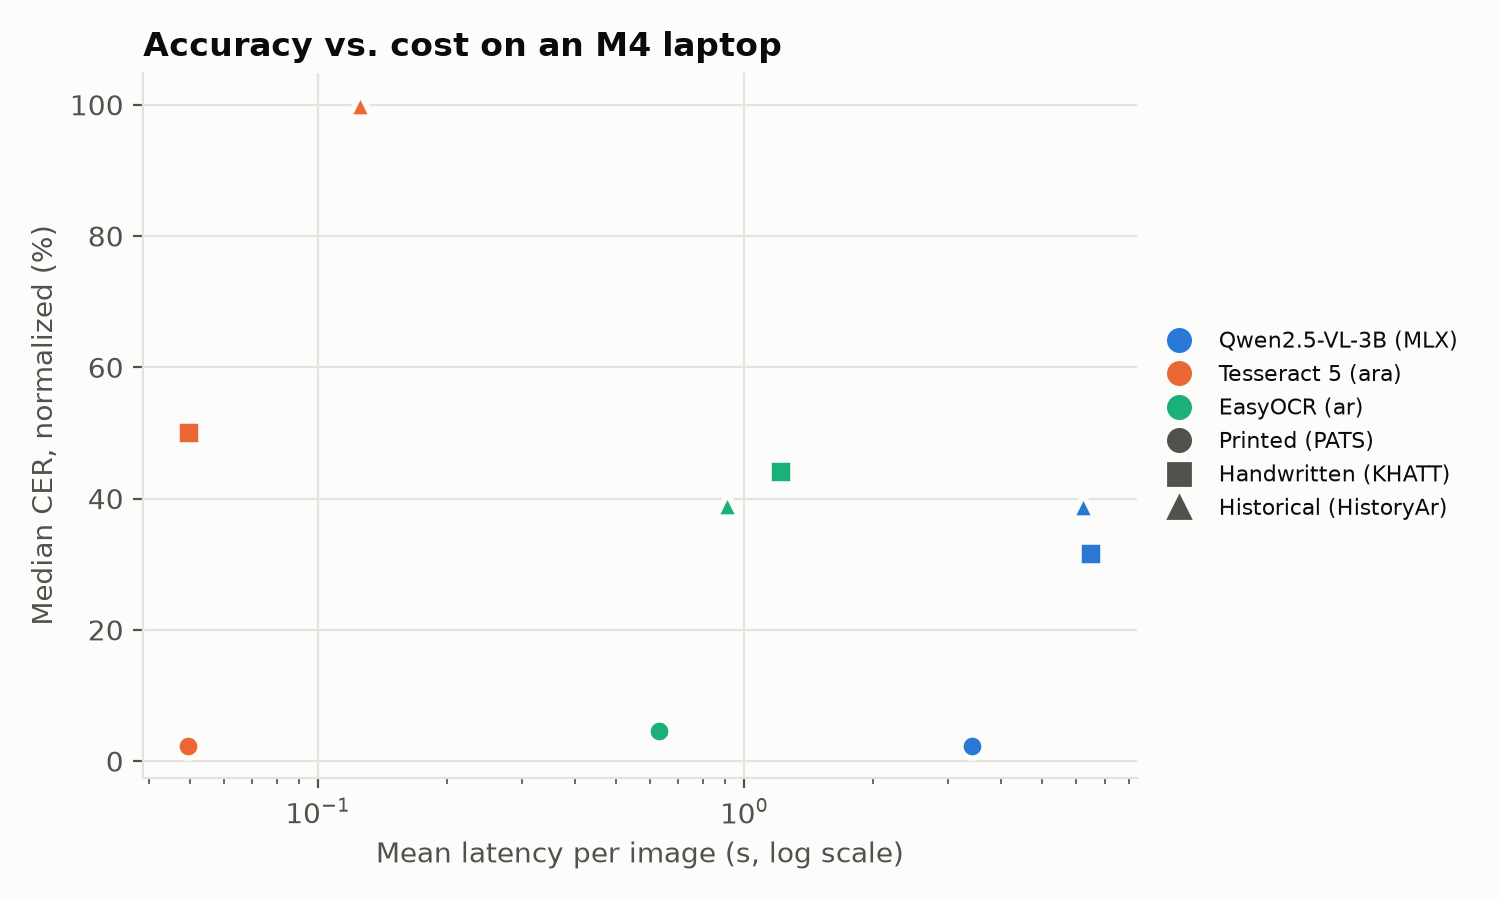 Accuracy vs. cost on an M4 laptop
Median CER, normalized (%)
100
80
60
40
20
0
10⁻¹
10⁰
Mean latency per image (s, log scale)
Qwen2.5-VL-3B (MLX)
Tesseract 5 (ara)
EasyOCR (ar)
Printed (PATS)
Handwritten (KHATT)
Historical (HistoryAr)